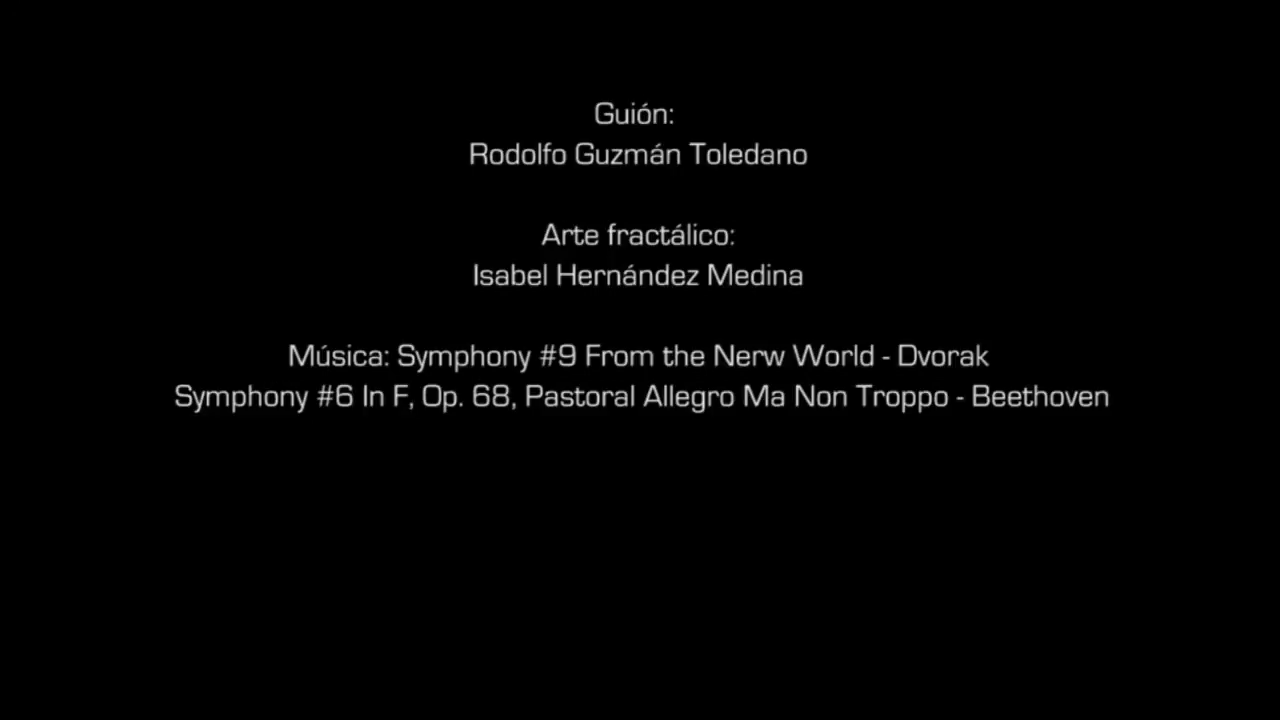 Guión:
Rodolfo Guzmán Toledano
Arte fractálico:
Isabel Hernández Medina
Música: Symphony #9 From the Nerw World - Dvorak
Symphony #6 In F, Op. 68, Pastoral Allegro Ma Non Troppo - Beethoven